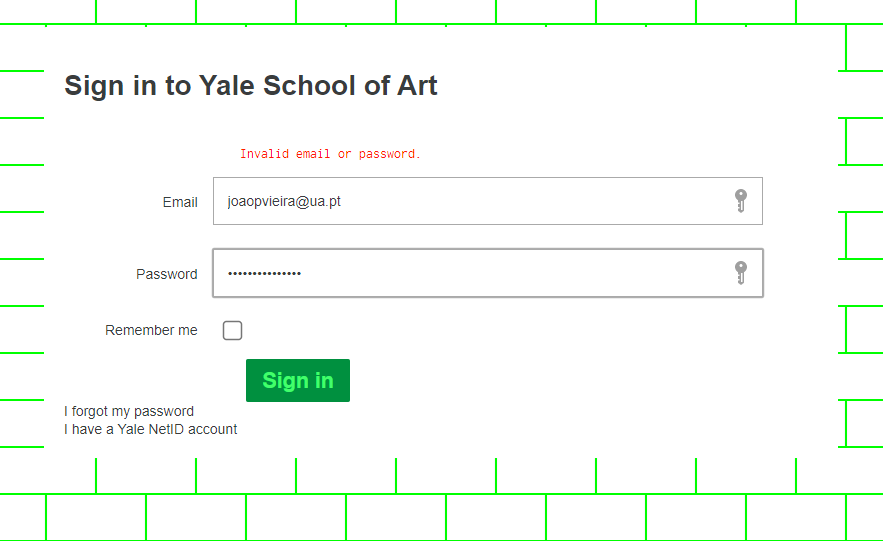 Sign in to Yale School of Art
Invalid email or password.
Email joaopvieira@ua.pt
Password •••••••••••••••
Remember me
Sign in
I forgot my password
I have a Yale NetID account